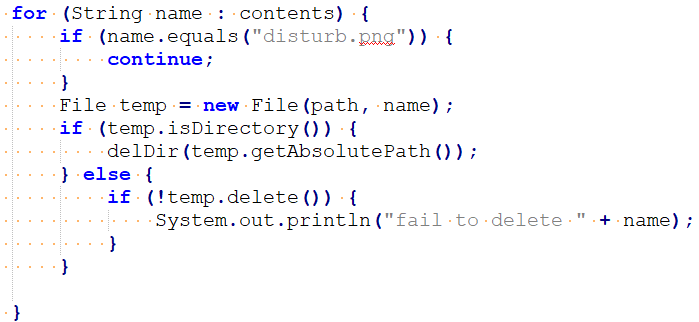 for (String name : contents) {
if (name.equals("disturb.png")) {
continue;
}
File temp = new File(path, name);
if (temp.isDirectory()) {
delDir(temp.getAbsolutePath());
} else {
if (!temp.delete()) {
System.out.println("fail to delete " + name);
}
}
}